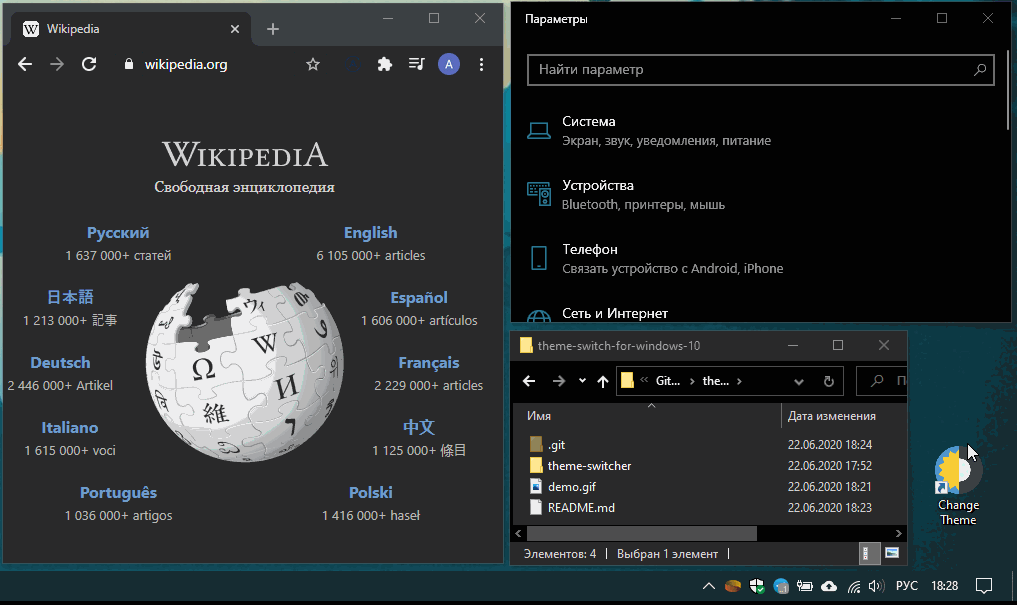 Wikipedia
wikipedia.org
A
WIKIPEDIA
Свободная энциклопедия
Русский
1 637 000+ статей
English
6 105 000+ articles
日本語
1 213 000+ 記事
Español
1 606 000+ artículos
Deutsch
2 446 000+ Artikel
Français
2 229 000+ articles
Italiano
1 615 000+ voci
中文
1 125 000+ 條目
Português
1 036 000+ artigos
Polski
1 416 000+ haseł
Ω
W
И
維
ウィ
7
Параметры
Найти параметр
Система
Экран, звук, уведомления, питание
Устройства
Bluetooth, принтеры, мышь
Телефон
Связать устройство с Android, iPhone
Сеть и Интернет
theme-switch-for-windows-10
« Git... › the... ›
Имя
Дата изменения
.git
22.06.2020 18:24
theme-switcher
22.06.2020 17:52
demo.gif
22.06.2020 18:21
README.md
22.06.2020 18:23
Элементов: 4 | Выбран 1 элемент |
Change
Theme
РУС 18:28